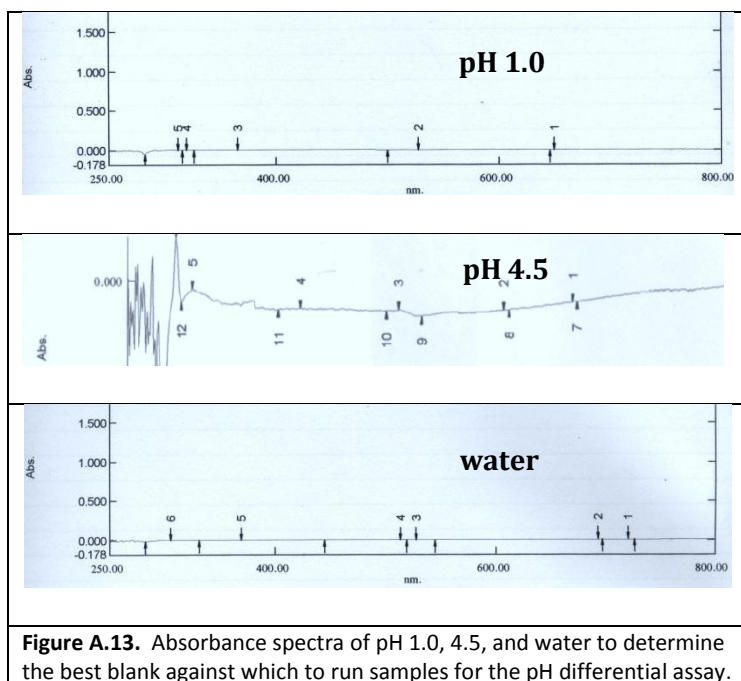 1.500
pH 1.0
1.000
Abs.
0.500
5 4 3 2 1
0.000
-0.178
250.00 400.00 600.00 800.00
nm.
pH 4.5
5 4 3 2 1
0.000
12 11 10 9 8 7
Abs.
1.500
1.000
water
Abs.
0.500
6 5 4 3 2 1
0.000
-0.178
250.00 400.00 600.00 800.00
nm.
Figure A.13. Absorbance spectra of pH 1.0, 4.5, and water to determine
the best blank against which to run samples for the pH differential assay.